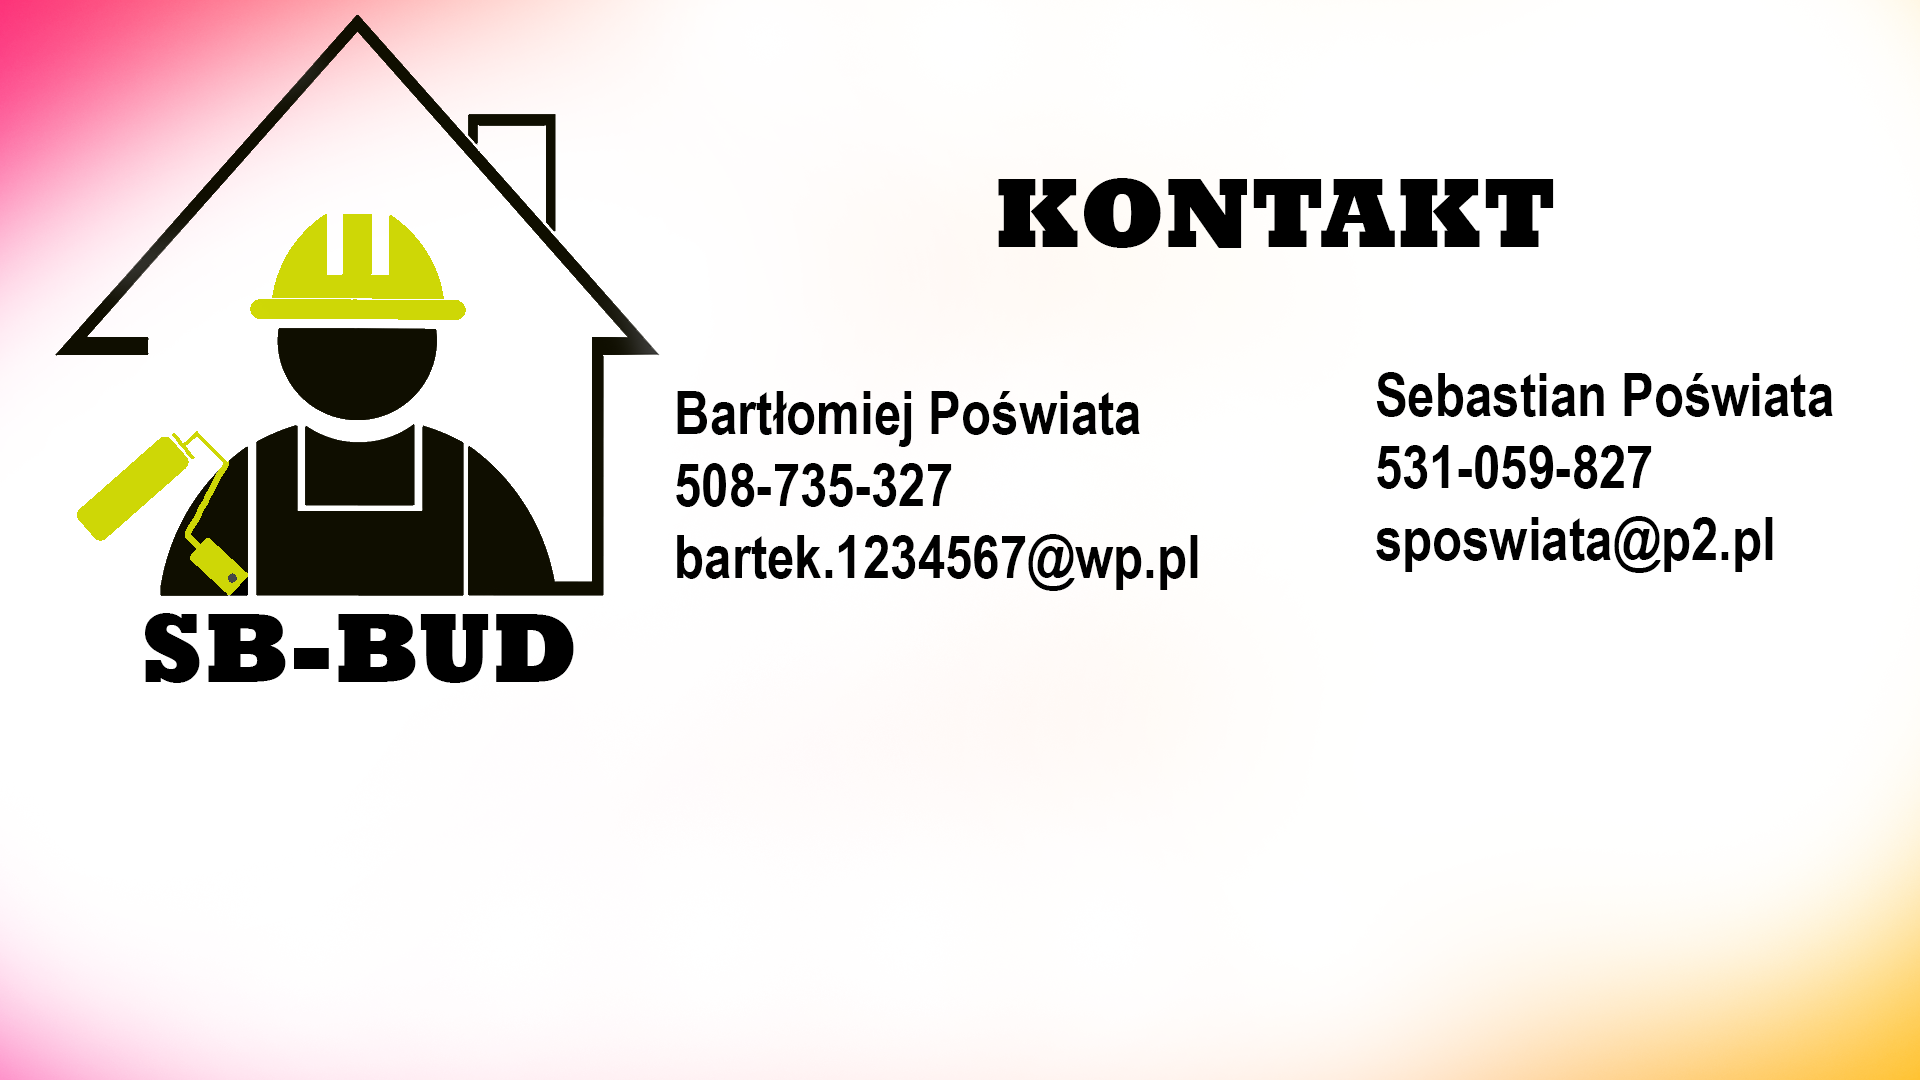 KONTAKT
Bartłomiej Poświata
508-735-327
bartek.1234567@wp.pl
Sebastian Poświata
531-059-827
sposwiata@p2.pl
SB-BUD